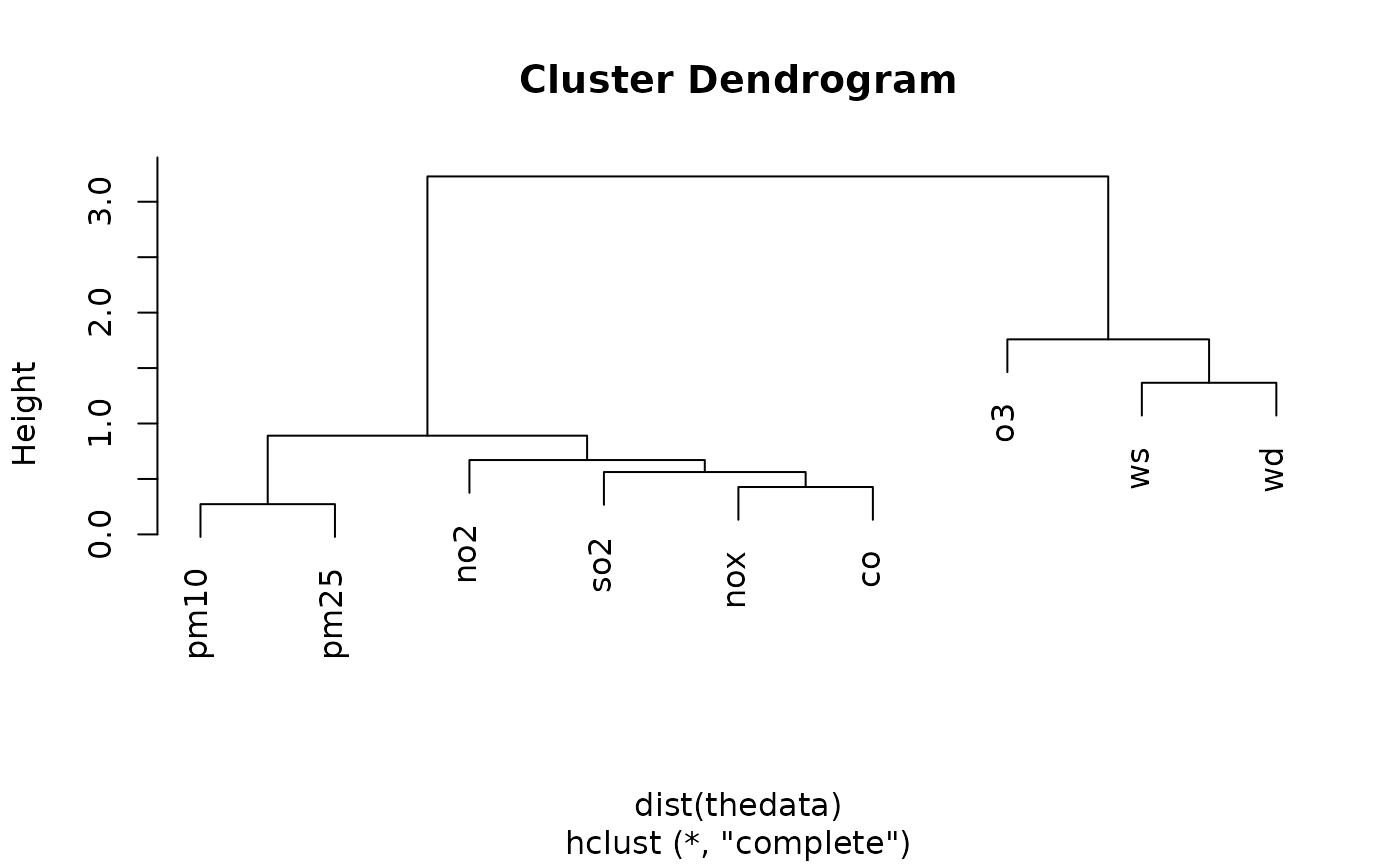 Cluster Dendrogram
Height
3.0
2.0
1.0
0.0
pm10
pm25
no2
so2
nox
co
o3
ws
wd
dist(thedata)
hclust (*, "complete")